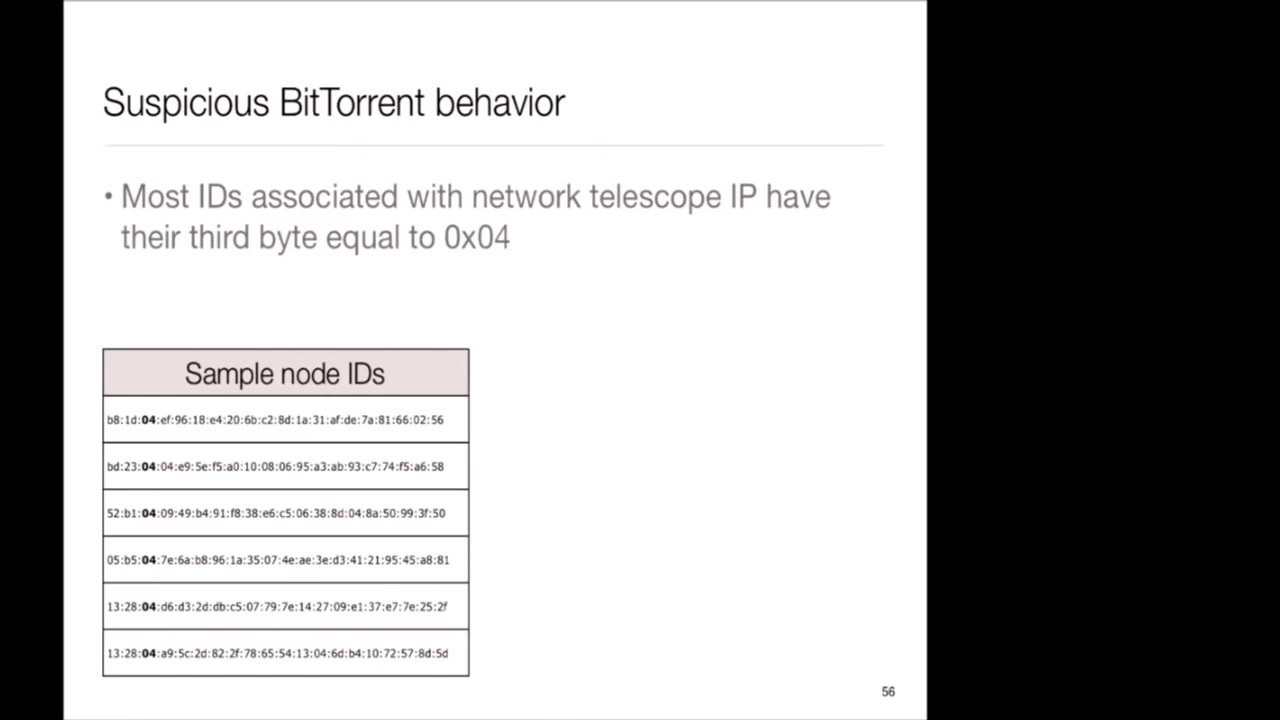 Suspicious BitTorrent behavior
• Most IDs associated with network telescope IP have
their third byte equal to 0x04
Sample node IDs
b8:1d:04:ef:96:18:e4:20:6b:c2:8d:1a:31:af:de:7a:81:66:02:56
bd:23:04:04:e9:5e:f5:a0:10:08:06:95:a3:ab:93:c7:74:f5:a6:58
52:b1:04:09:49:b4:91:f8:38:e6:c5:06:38:8d:04:8a:50:99:3f:50
05:b5:04:7e:6a:b8:96:1a:35:07:4e:ae:3e:d3:41:21:95:45:a8:81
13:28:04:d6:d3:2d:db:c5:07:79:7e:14:27:09:e1:37:e7:7e:25:2f
13:28:04:a9:5c:2d:82:2f:78:65:54:13:04:6d:b4:10:72:57:8d:5d
56